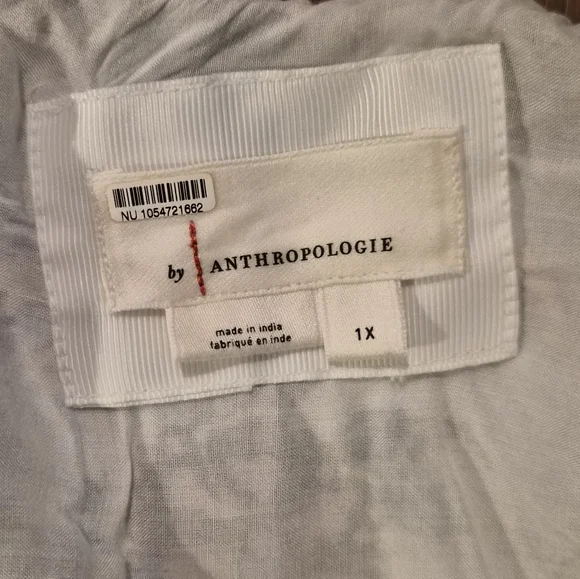 NU 1054721662
by ANTHROPOLOGIE
made in india
fabriqué en inde
1X